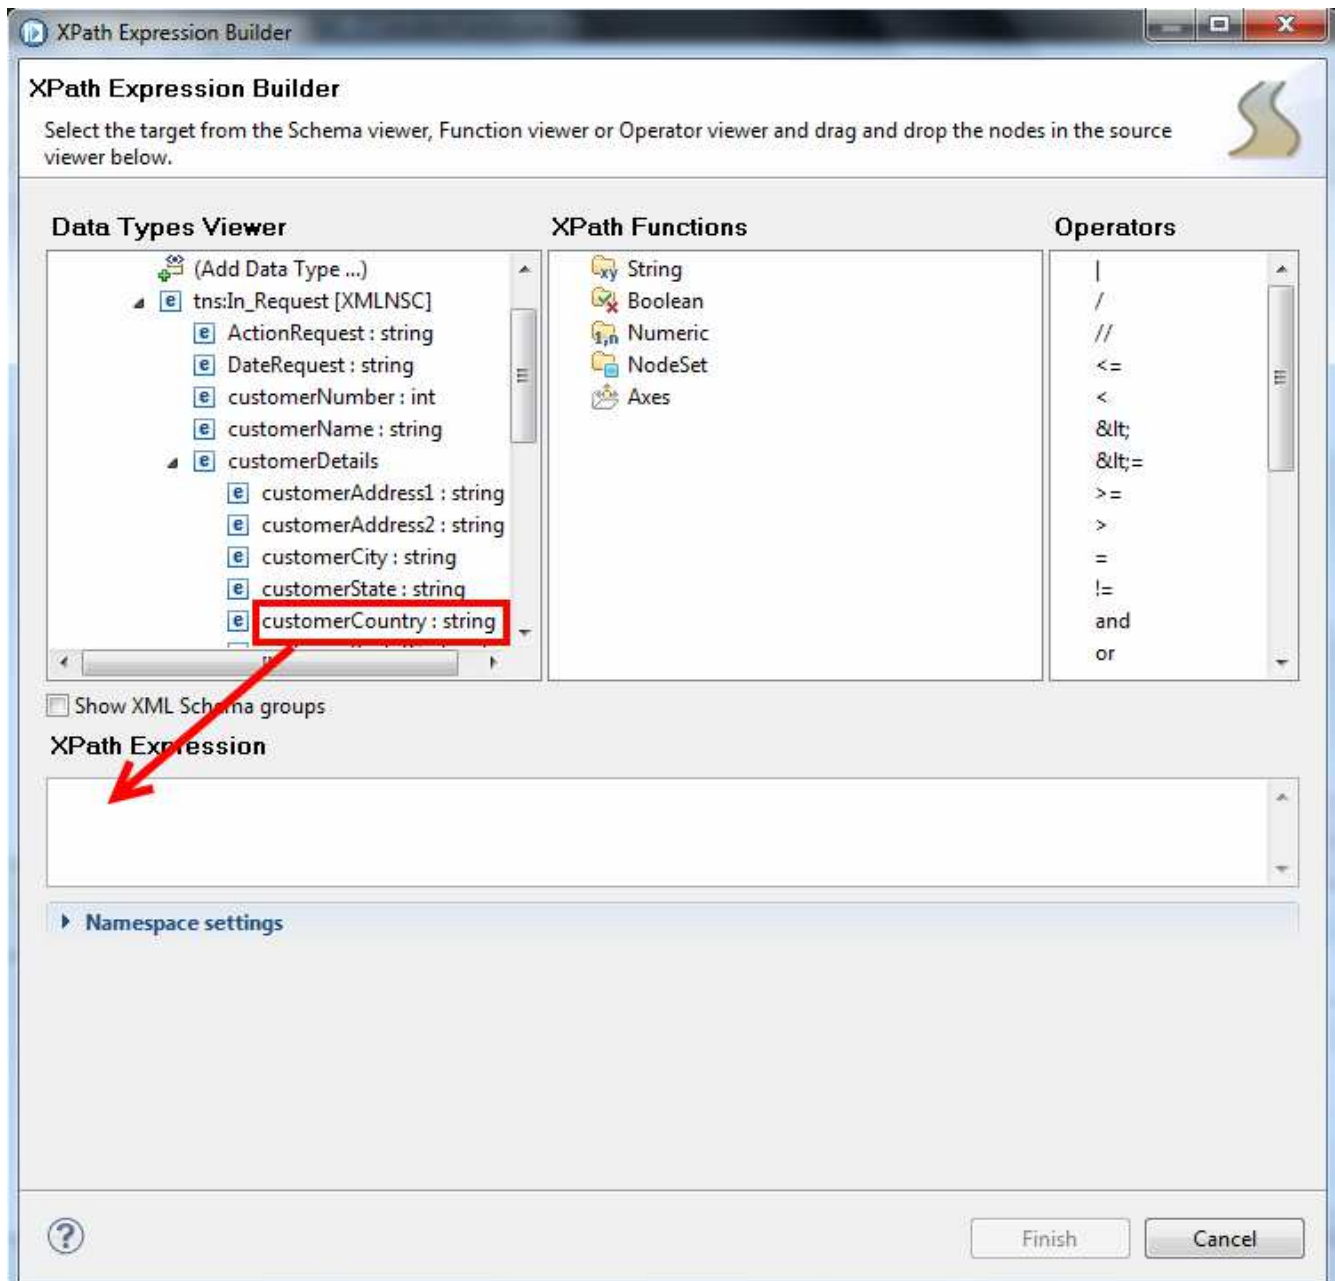 XPath Expression Builder
XPath Expression Builder
Select the target from the Schema viewer, Function viewer or Operator viewer and drag and drop the nodes in the source
viewer below.
Data Types Viewer
(Add Data Type ...)
tns:In_Request [XMLNSC]
ActionRequest : string
DateRequest : string
customerNumber : int
customerName : string
customerDetails
customerAddress1 : string
customerAddress2 : string
customerCity : string
customerState : string
customerCountry : string
Show XML Schema groups
XPath Functions
String
Boolean
Numeric
NodeSet
Axes
Operators
|
/
//
<=
<
&lt;
&lt;=
>=
>
=
!=
and
or
XPath Expression
Namespace settings
Finish
Cancel